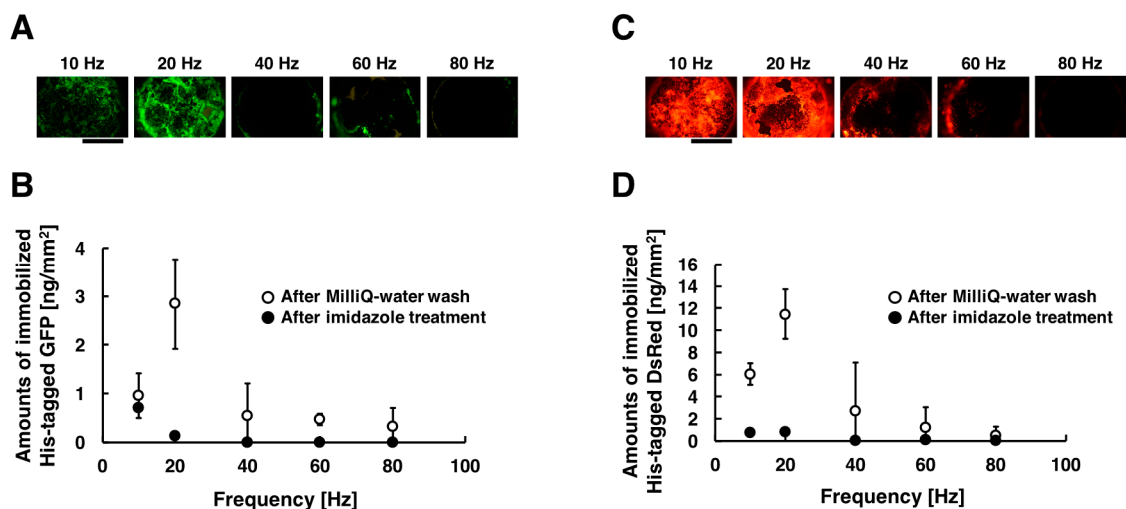 A
10 Hz 20 Hz 40 Hz 60 Hz 80 Hz
B
Amounts of immobilized
His-tagged GFP [ng/mm²]
4
3
2
1
0
After MilliQ-water wash
After imidazole treatment
0 20 40 60 80 100
Frequency [Hz]
C
10 Hz 20 Hz 40 Hz 60 Hz 80 Hz
D
Amounts of immobilized
His-tagged DsRed [ng/mm²]
16
14
12
10
8
6
4
2
0
After MilliQ-water wash
After imidazole treatment
0 20 40 60 80 100
Frequency [Hz]